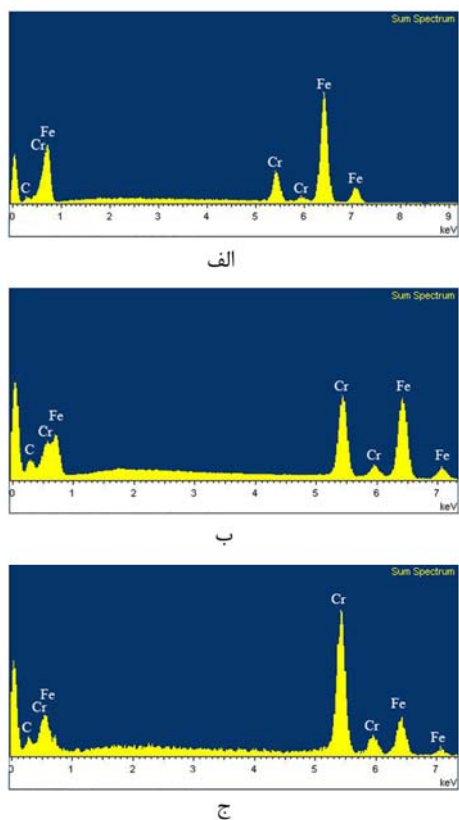 Sum Spectrum
Fe
Fe
Cr
Cr
C
Cr
Fe
0 1 2 3 4 5 6 7 8 9
keV
الف
Sum Spectrum
Cr
Fe
Fe
Cr
C
Cr
Fe
0 1 2 3 4 5 6 7
keV
ب
Sum Spectrum
Cr
Fe
Fe
Cr
C
Cr
Fe
0 1 2 3 4 5 6 7
keV
ج